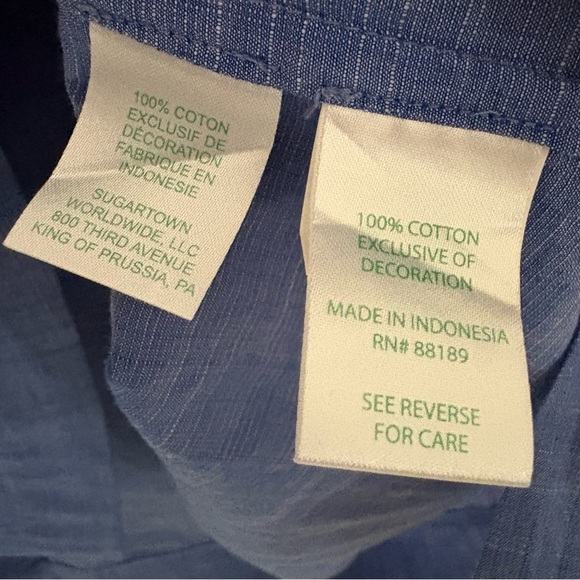 100% COTON
EXCLUSIF DE
DÉCORATION
FABRIQUE EN
INDONESIE
SUGARTOWN
WORLDWIDE, LLC
800 THIRD AVENUE
KING OF PRUSSIA, PA
100% COTTON
EXCLUSIVE OF
DECORATION
MADE IN INDONESIA
RN# 88189
SEE REVERSE
FOR CARE